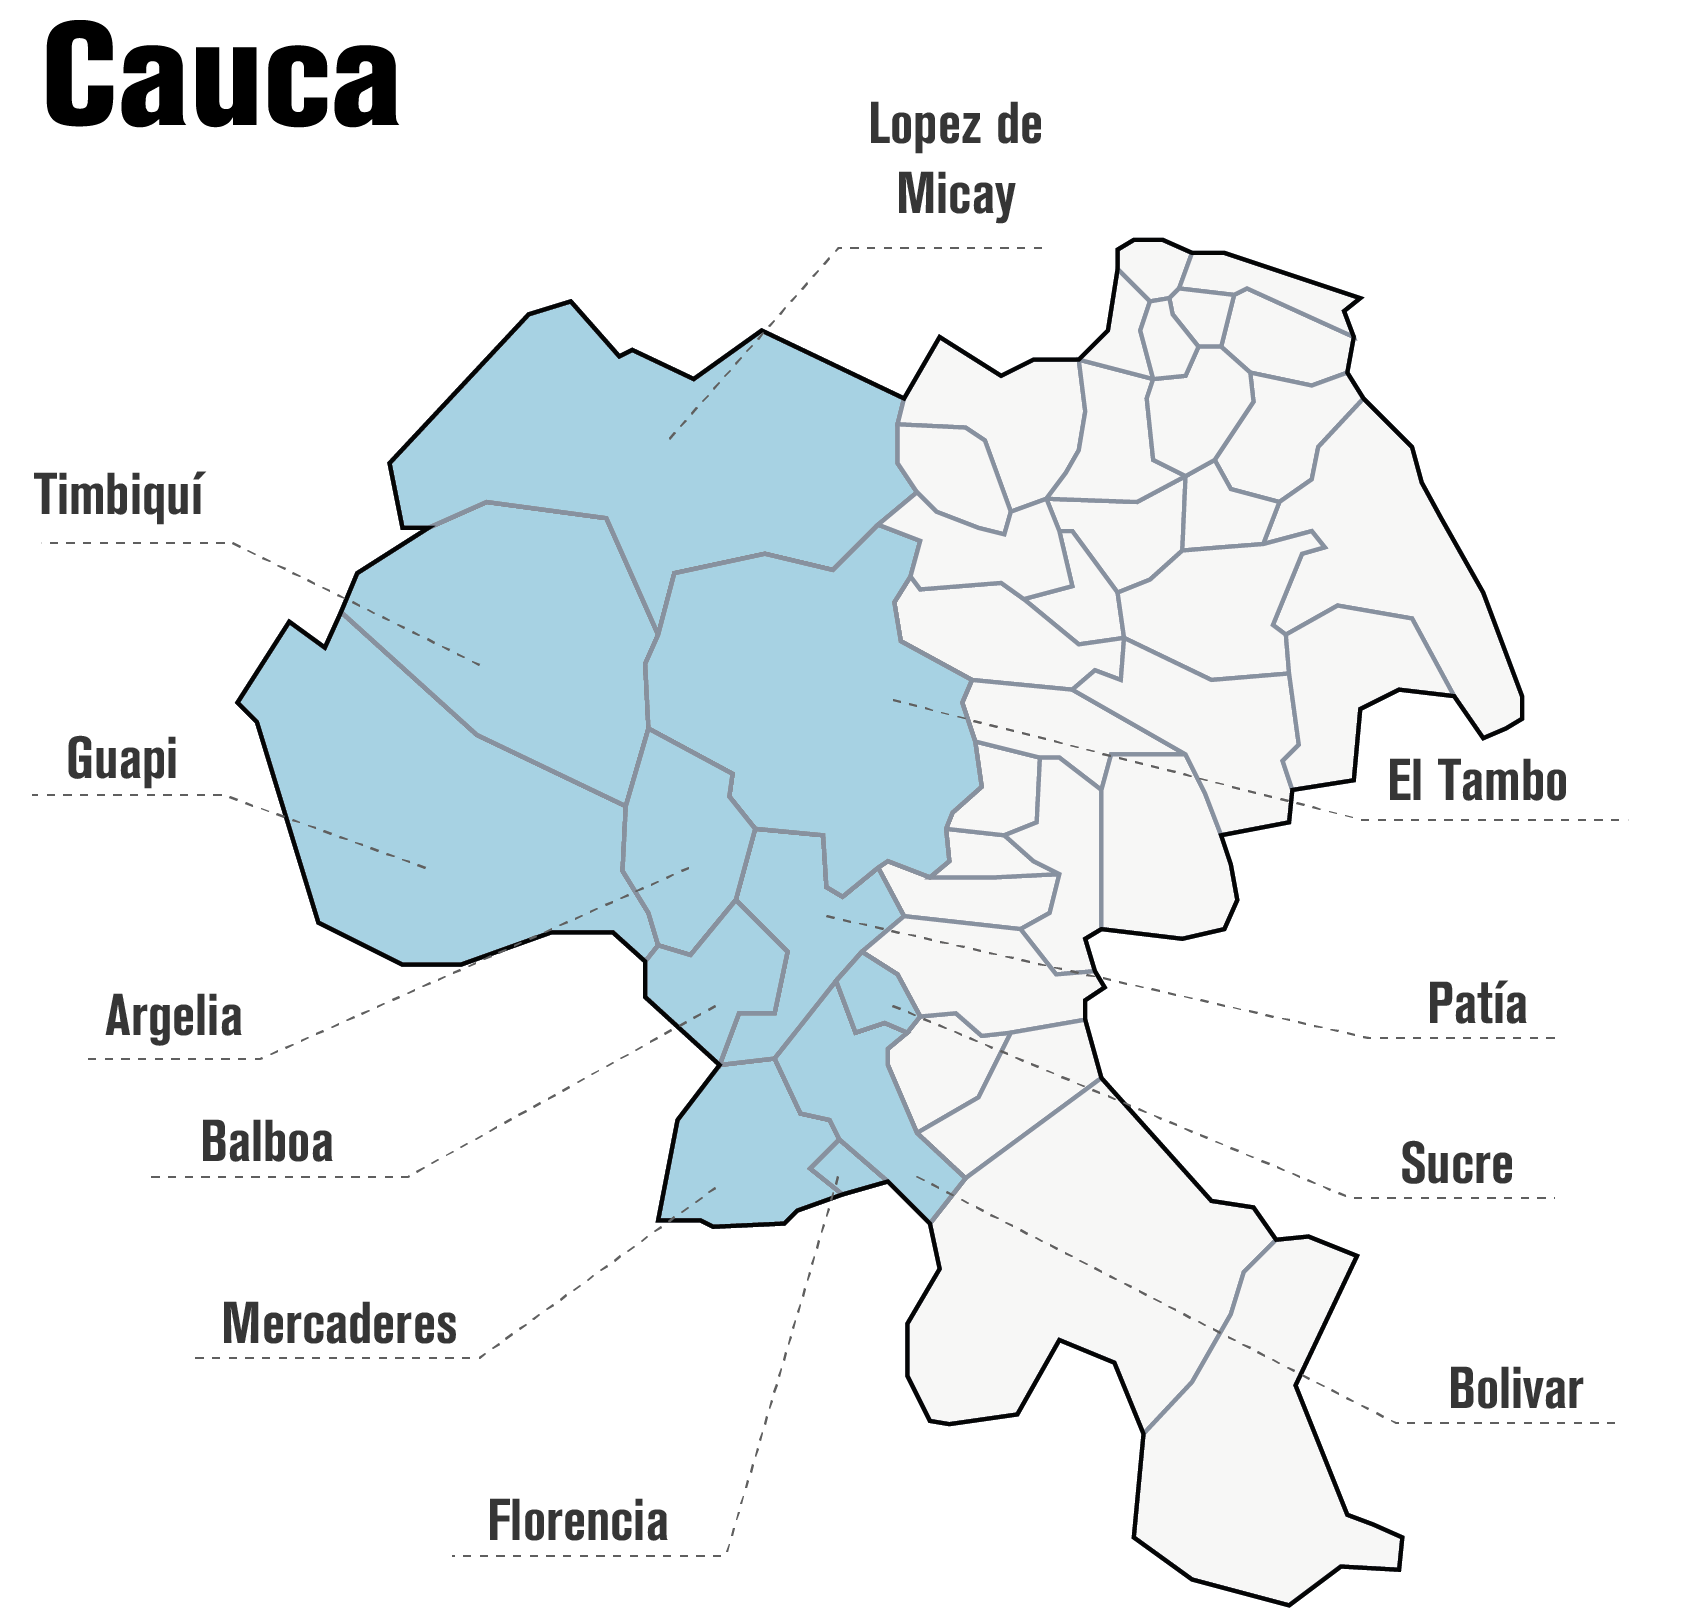 Cauca
Lopez de
Micay
Timbiquí
Guapi
El Tambo
Argelia
Patía
Balboa
Sucre
Mercaderes
Bolivar
Florencia